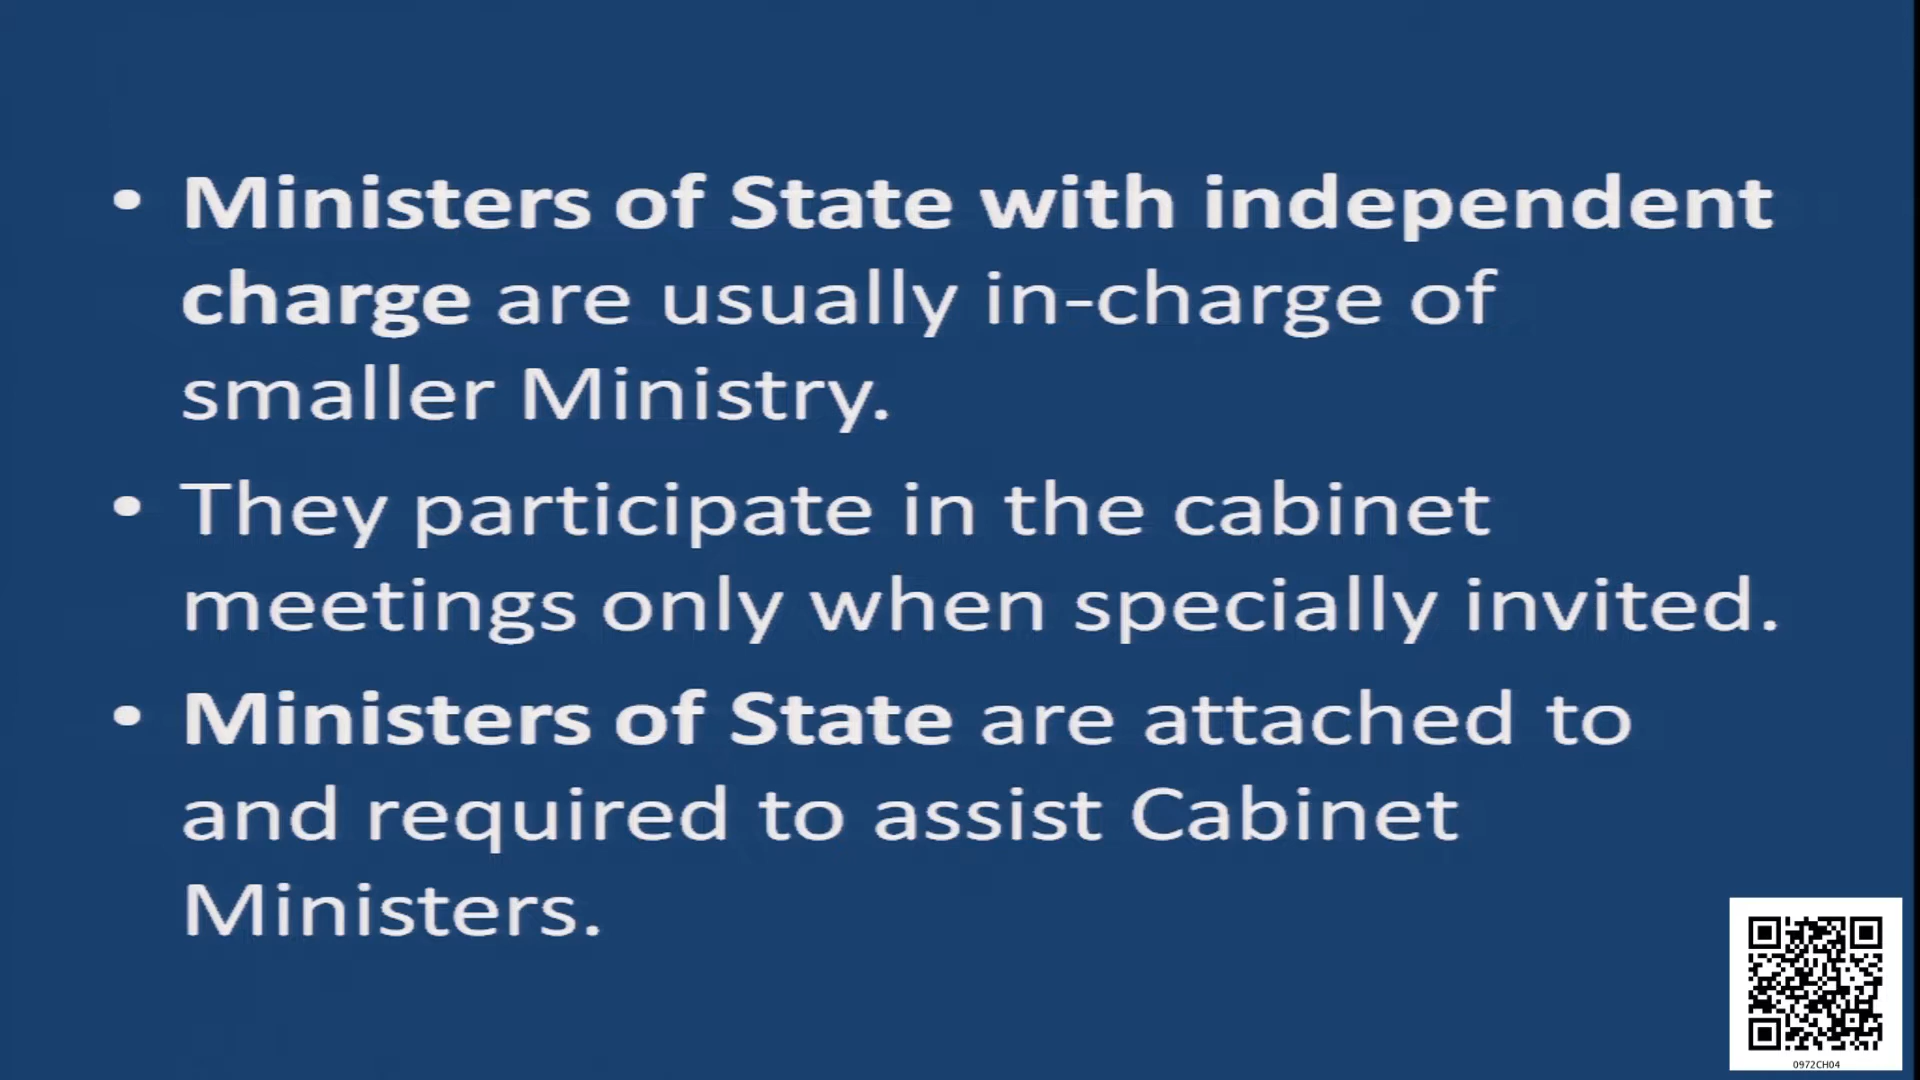 • Ministers of State with independent
charge are usually in-charge of
smaller Ministry.
• They participate in the cabinet
meetings only when specially invited.
• Ministers of State are attached to
and required to assist Cabinet
Ministers.
0972CH04